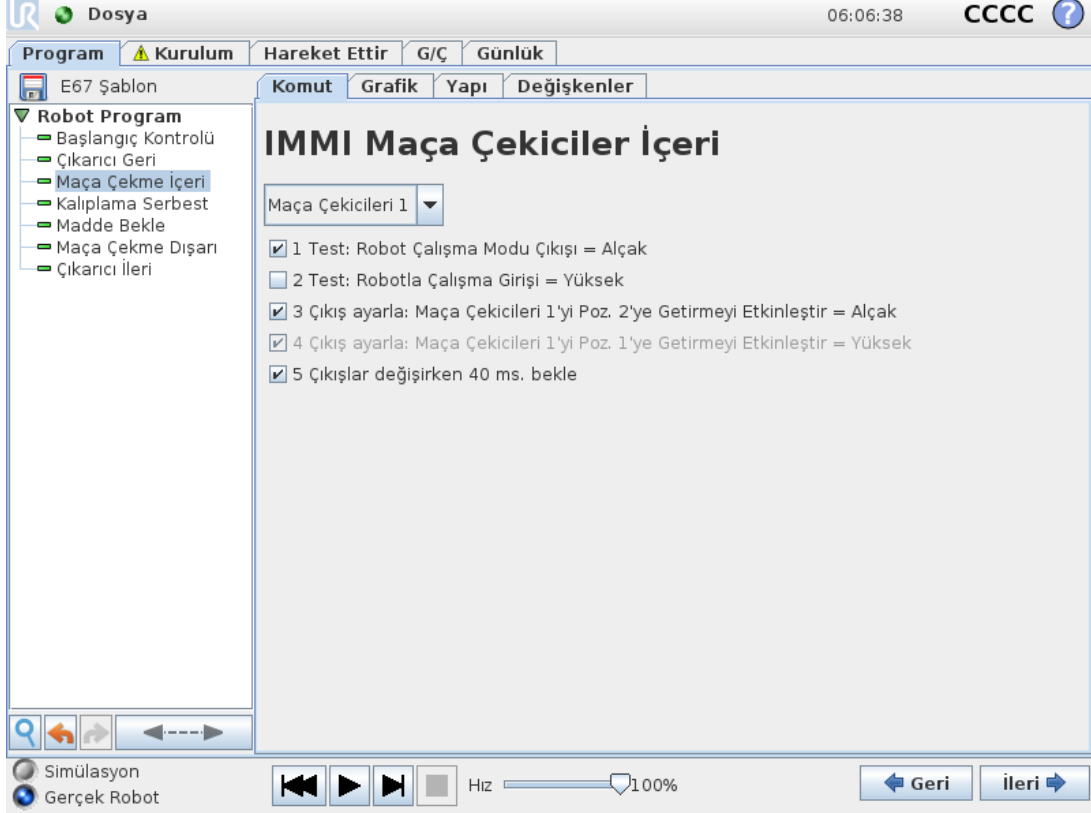 UR Dosya 06:06:38 CCCC ?
Program Kurulum Hareket Ettir G/Ç Günlük
E67 Şablon
Komut Grafik Yapı Değişkenler
Robot Program
Başlangıç Kontrolü
Çıkarıcı Geri
Maça Çekme İçeri
Kalıplama Serbest
Madde Bekle
Maça Çekme Dışarı
Çıkarıcı İleri
IMMI Maça Çekiciler İçeri
Maça Çekicileri 1
1 Test: Robot Çalışma Modu Çıkışı = Alçak
2 Test: Robotla Çalışma Girişi = Yüksek
3 Çıkış ayarla: Maça Çekicileri 1'yi Poz. 2'ye Getirmeyi Etkinleştir = Alçak
4 Çıkış ayarla: Maça Çekicileri 1'yi Poz. 1'ye Getirmeyi Etkinleştir = Yüksek
5 Çıkışlar değişirken 40 ms. bekle
Simülasyon
Gerçek Robot
Hız 100%
Geri İleri